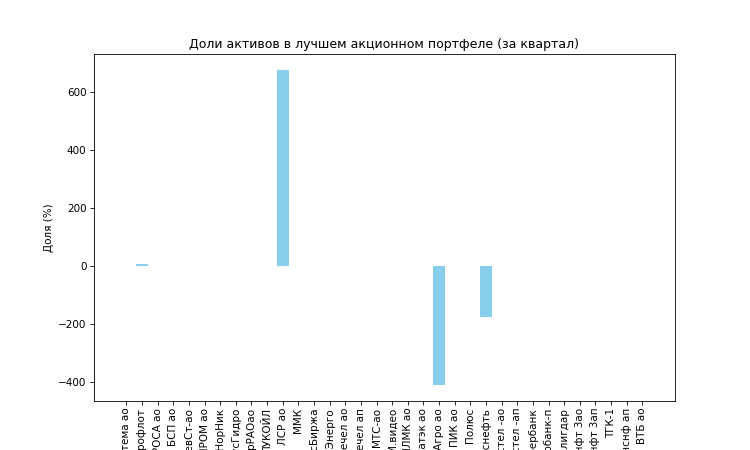 Доли активов в лучшем акционном портфеле (за квартал)
Доля (%)
600
400
200
0
−200
−400
тема ао
рофлот
РОСА ао
БСП ао
евСт-ао
ПРОМ ао
НорНик
сГидро
рРАОао
ЛУКОЙЛ
ЛСР ао
ММК
сБиржа
Энерго
ечел ао
ечел ап
МТС-ао
М.видео
ЛМК ао
атэк ао
Агро ао
ПИК ао
Полюс
снефть
стел -ао
стел -ап
ербанк
рбанк-п
лигдар
нфт 3ао
нфт 3ап
ТГК-1
нснф ап
ВТБ ао